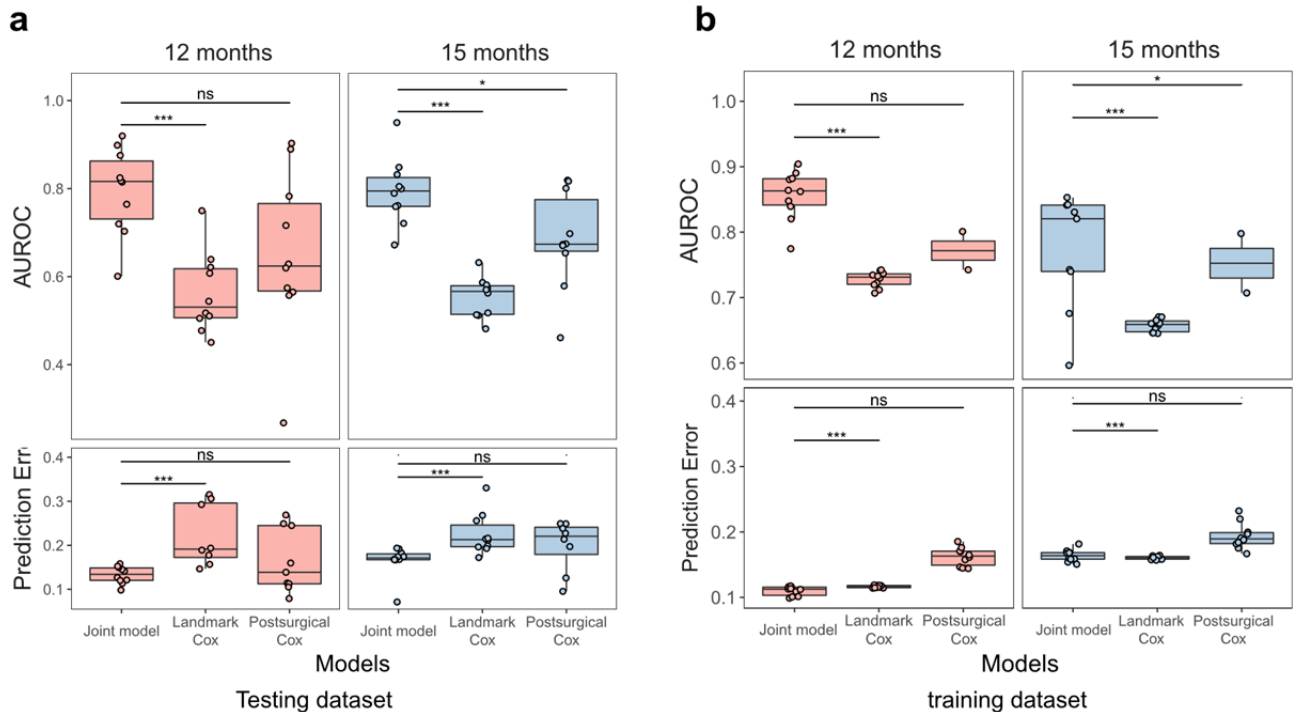 a
12 months
15 months
AUROC
1.0
0.8
0.6
0.4
ns
***
*
***
Prediction Err
0.4
0.3
0.2
0.1
ns
***
ns
***
Joint model
Landmark
Cox
Postsurgical
Cox
Joint model
Landmark
Cox
Postsurgical
Cox
Models
Testing dataset
b
12 months
15 months
AUROC
1.0
0.9
0.8
0.7
0.6
ns
***
*
***
Prediction Error
0.4
0.3
0.2
0.1
ns
***
ns
***
Joint model
Landmark
Cox
Postsurgical
Cox
Joint model
Landmark
Cox
Postsurgical
Cox
Models
training dataset